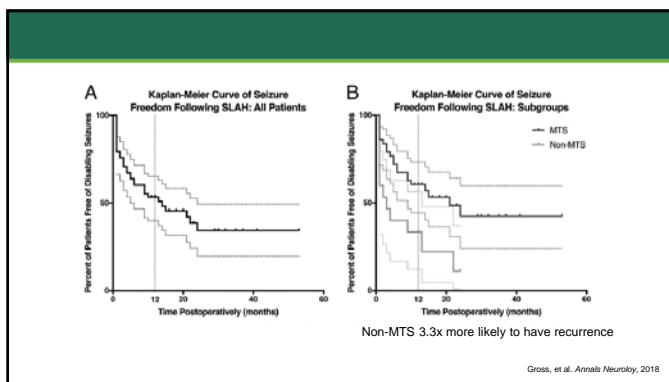 A
Kaplan-Meier Curve of Seizure
Freedom Following SLAH: All Patients
Percent of Patients Free of Disabling Seizures
100
50
0
0
12
20
40
60
Time Postoperatively (months)
B
Kaplan-Meier Curve of Seizure
Freedom Following SLAH: Subgroups
Percent of Patients Free of Disabling Seizures
100
50
0
MTS
Non-MTS
0
12
20
40
60
Time Postoperatively (months)
Non-MTS 3.3x more likely to have recurrence
Gross, et al. Annals Neuroloy, 2018